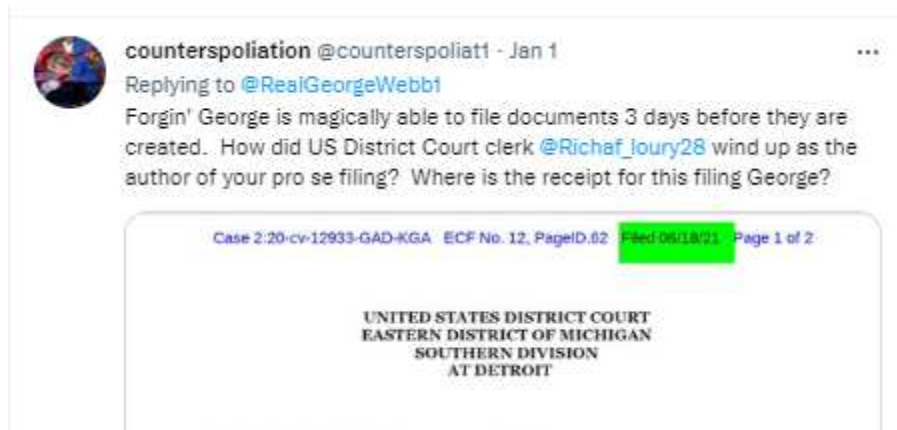 counterspoliation @counterspoliat1 · Jan 1
Replying to @RealGeorgeWebb1
Forgin' George is magically able to file documents 3 days before they are
created. How did US District Court clerk @Richaf_loury28 wind up as the
author of your pro se filing? Where is the receipt for this filing George?
Case 2:20-cv-12933-GAD-KGA ECF No. 12, PageID.62 Filed 06/18/21 Page 1 of 2
UNITED STATES DISTRICT COURT
EASTERN DISTRICT OF MICHIGAN
SOUTHERN DIVISION
AT DETROIT